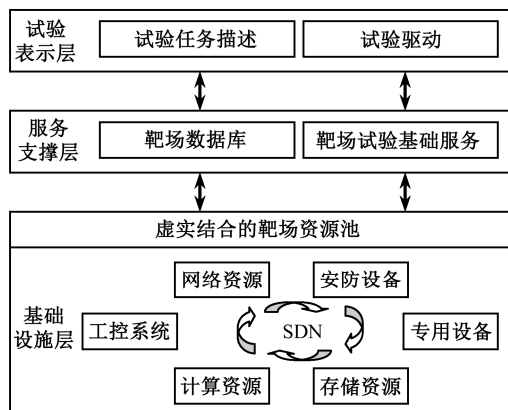 试验
表示层
试验任务描述
试验驱动
服务
支撑层
靶场数据库
靶场试验基础服务
虚实结合的靶场资源池
基础
设施层
网络资源
安防设备
工控系统
SDN
专用设备
计算资源
存储资源